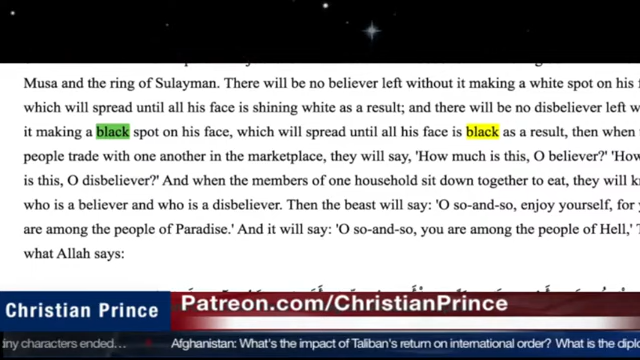 Musa and the ring of Sulayman. There will be no believer left without it making a white spot on his f
which will spread until all his face is shining white as a result; and there will be no disbeliever left w
it making a black spot on his face, which will spread until all his face is black as a result, then when
people trade with one another in the marketplace, they will say, 'How much is this, O believer?' 'How
is this, O disbeliever?' And when the members of one household sit down together to eat, they will k
who is a believer and who is a disbeliever. Then the beast will say: 'O so-and-so, enjoy yourself, for
are among the people of Paradise.' And it will say: 'O so-and-so, you are among the people of Hell,'
what Allah says:
Christian Prince
Patreon.com/ChristianPrince
tiny characters ended…
Afghanistan: What's the impact of Taliban's return on international order? What is the diplo